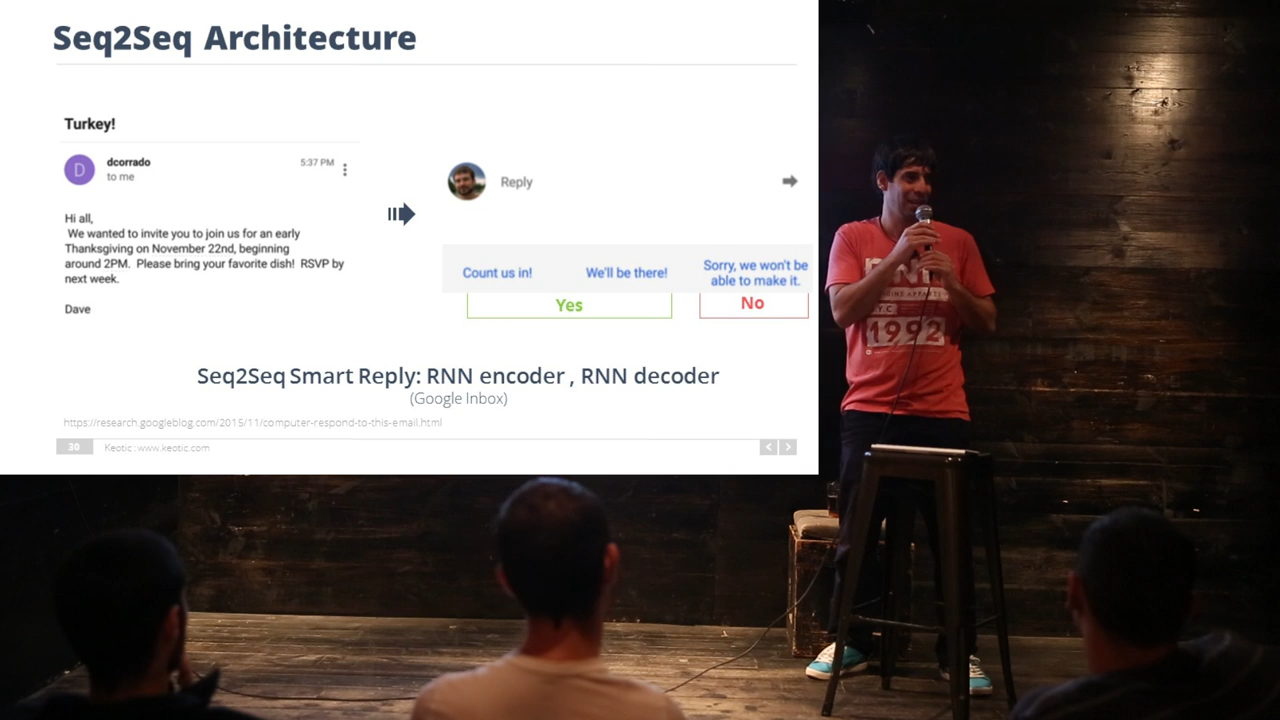 Seq2Seq Architecture
Turkey!
D
dcorrado
5:37 PM
to me
Hi all,
We wanted to invite you to join us for an early
Thanksgiving on November 22nd, beginning
around 2PM. Please bring your favorite dish! RSVP by
next week.
Dave
Reply
Count us in!
We'll be there!
Sorry, we won't be
able to make it.
Yes
No
Seq2Seq Smart Reply: RNN encoder , RNN decoder
(Google Inbox)
https://research.googleblog.com/2015/11/computer-respond-to-this-email.html
30
Keotic : www.keotic.com
1992